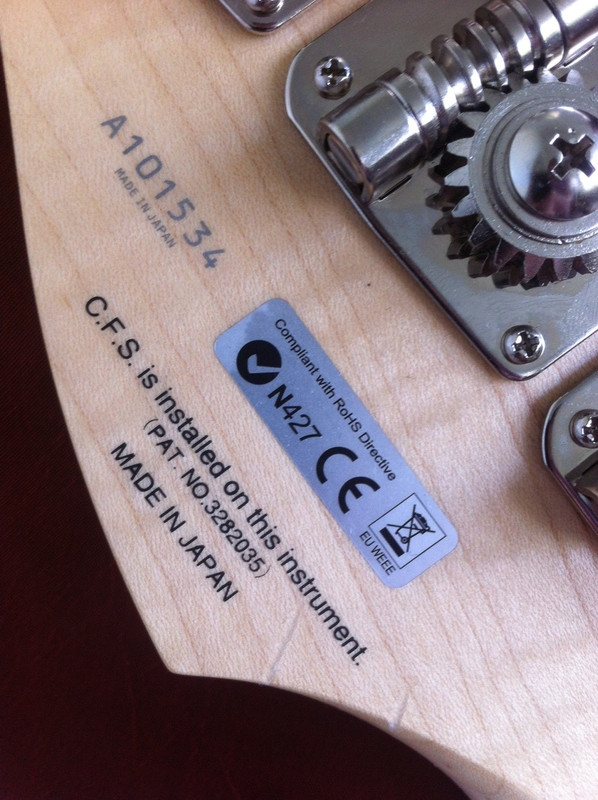 A101534
MADE IN JAPAN
C.F.S. is installed on this instrument.
(PAT. NO.3282035)
MADE IN JAPAN
Compliant with RoHS Directive
N427 CE
EU WEEE